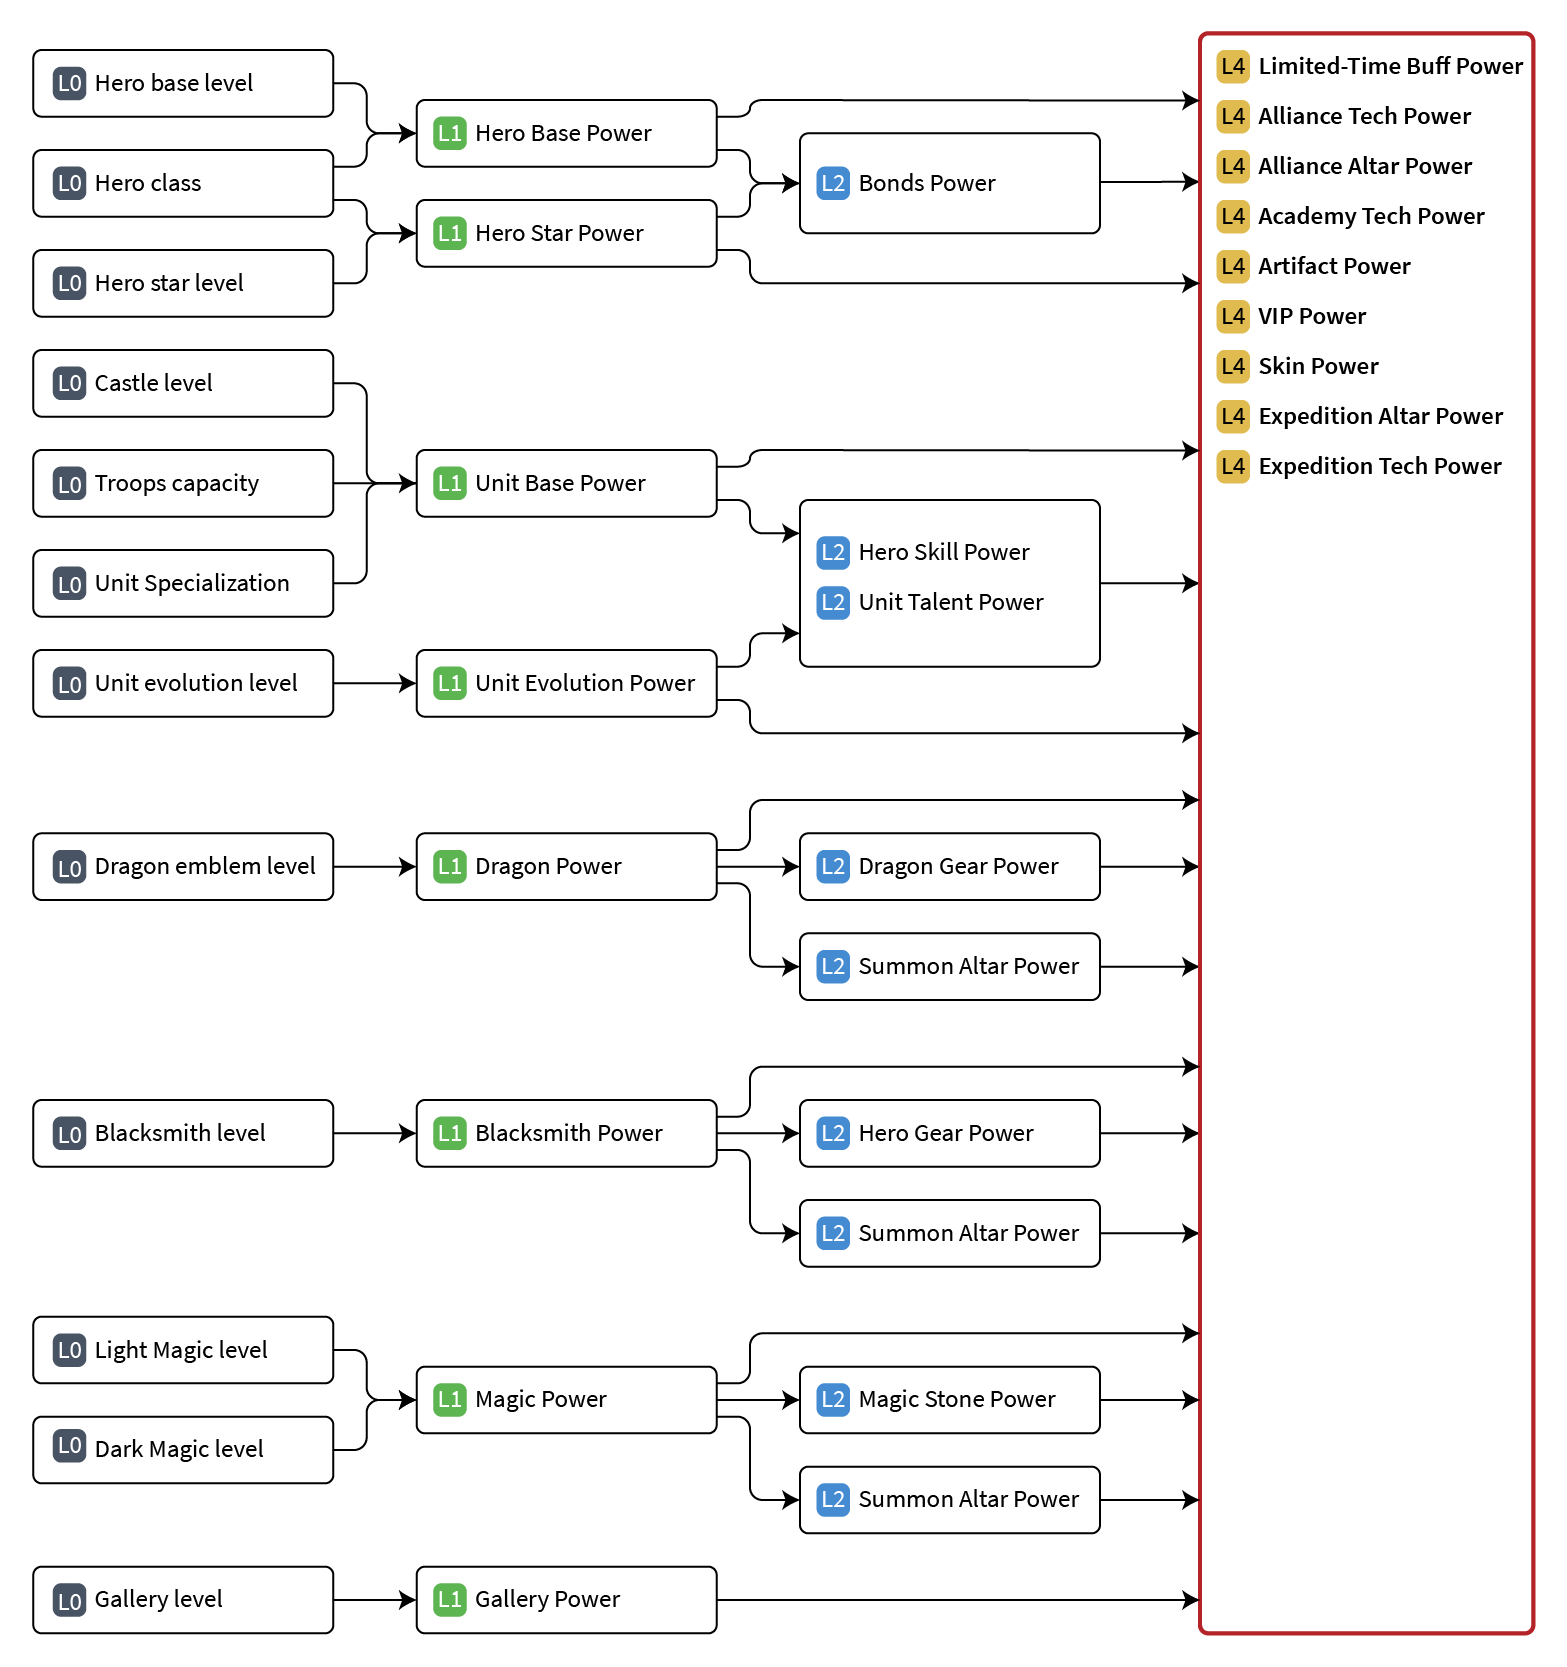 L0 Hero base level
L0 Hero class
L0 Hero star level
L0 Castle level
L0 Troops capacity
L0 Unit Specialization
L0 Unit evolution level
L0 Dragon emblem level
L0 Blacksmith level
L0 Light Magic level
L0 Dark Magic level
L0 Gallery level
L1 Hero Base Power
L1 Hero Star Power
L1 Unit Base Power
L1 Unit Evolution Power
L1 Dragon Power
L1 Blacksmith Power
L1 Magic Power
L1 Gallery Power
L2 Bonds Power
L2 Hero Skill Power
L2 Unit Talent Power
L2 Dragon Gear Power
L2 Summon Altar Power
L2 Hero Gear Power
L2 Summon Altar Power
L2 Magic Stone Power
L2 Summon Altar Power
L4 Limited-Time Buff Power
L4 Alliance Tech Power
L4 Alliance Altar Power
L4 Academy Tech Power
L4 Artifact Power
L4 VIP Power
L4 Skin Power
L4 Expedition Altar Power
L4 Expedition Tech Power